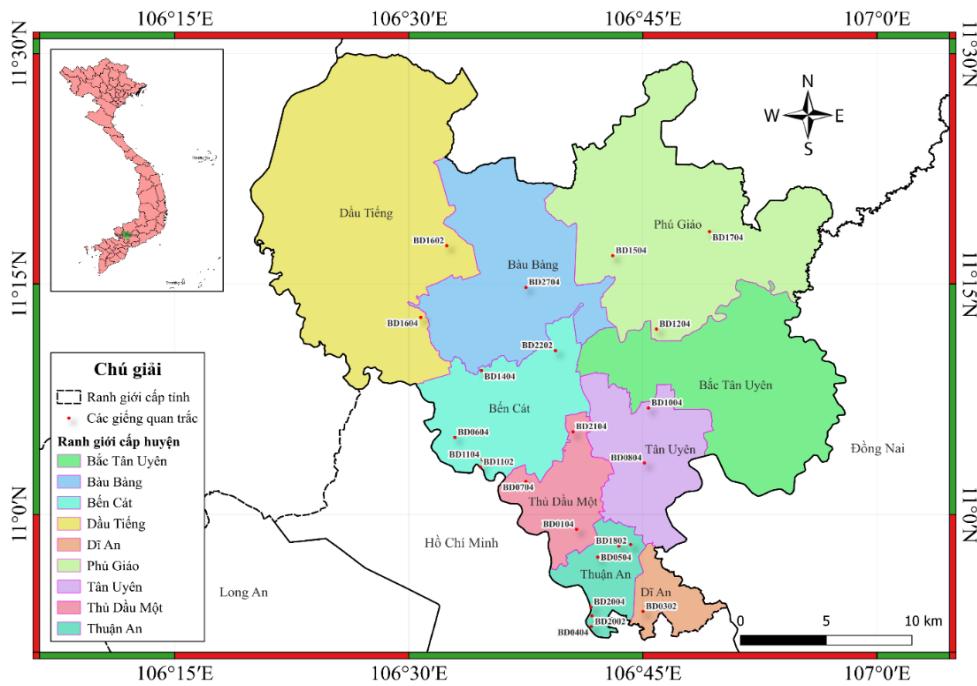 106°15'E
106°30'E
106°45'E
107°0'E
11°30'N
11°30'N
N
W
E
S
Dầu Tiếng
Phú Giáo
BD1704
BD1602
BD1504
Bàu Bàng
11°15'N
11°15'N
BD2704
BD1604
BD1204
BD2202
BD1404
Bắc Tân Uyên
Bến Cát
BD1004
BD0604
BD2104
Tân Uyên
Đồng Nai
BD1104
BD1102
BD0804
BD0704
Thủ Dầu Một
11°0'N
11°0'N
BD0104
Hồ Chí Minh
BD1802
BD0504
Thuận An
Long An
Dĩ An
BD2004
BD0302
BD2002
BD0404
Chú giải
Ranh giới cấp tỉnh
Các giếng quan trắc
Ranh giới cấp huyện
Bắc Tân Uyên
Bàu Bàng
Bến Cát
Dầu Tiếng
Dĩ An
Phú Giáo
Tân Uyên
Thủ Dầu Một
Thuận An
0 5 10 km
106°15'E
106°30'E
106°45'E
107°0'E